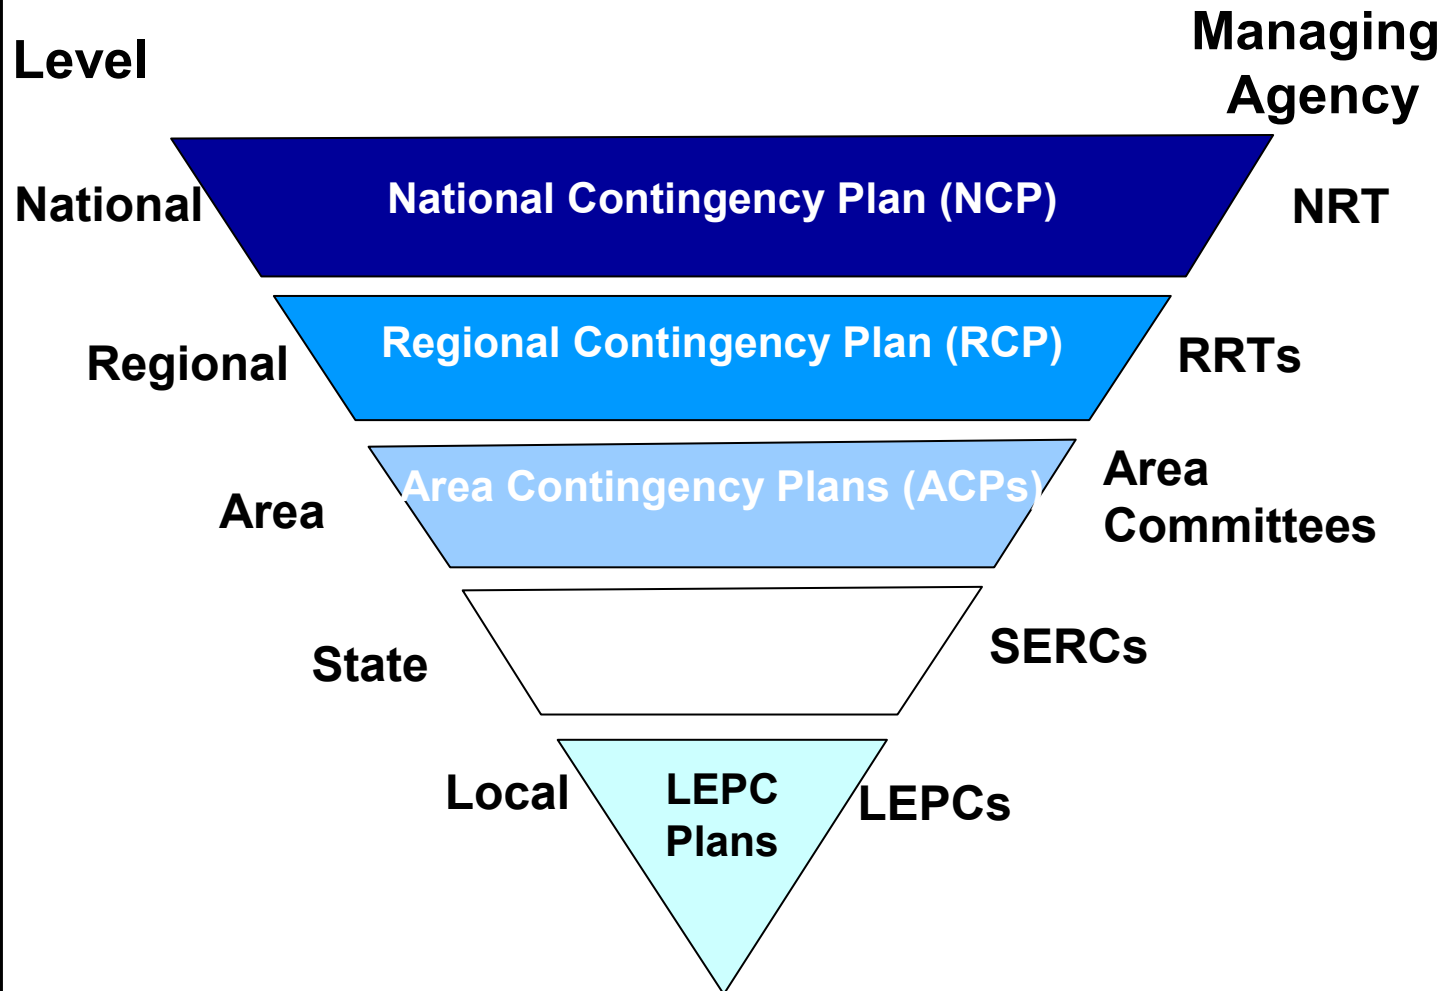 Level
Managing
Agency
National
National Contingency Plan (NCP)
NRT
Regional
Regional Contingency Plan (RCP)
RRTs
Area
Area Contingency Plans (ACPs)
Area
Committees
State
SERCs
Local
LEPC
Plans
LEPCs